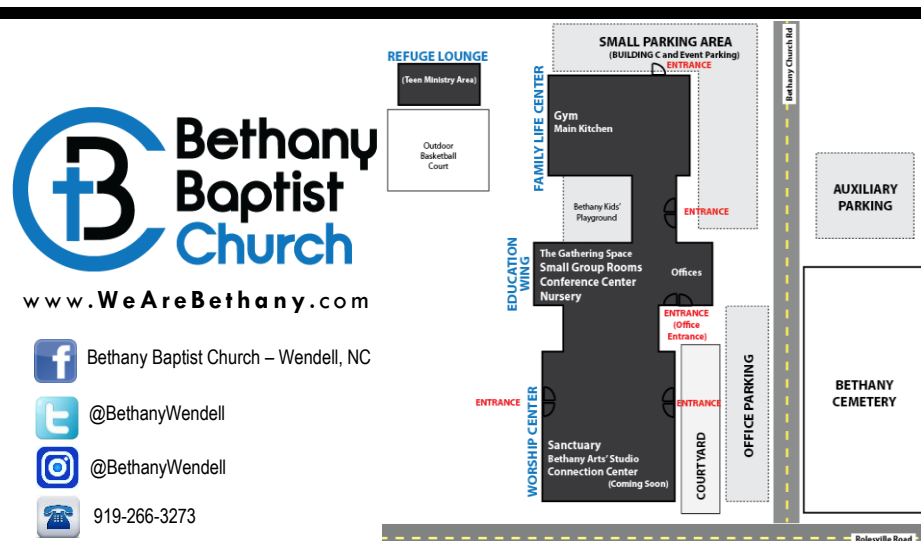 Bethany
Baptist
Church
www.WeAreBethany.com
Bethany Baptist Church – Wendell, NC
@BethanyWendell
@BethanyWendell
919-266-3273
REFUGE LOUNGE
(Teen Ministry Area)
Outdoor
Basketball
Court
SMALL PARKING AREA
(BUILDING C and Event Parking)
ENTRANCE
FAMILY LIFE CENTER
Gym
Main Kitchen
Bethany Kids'
Playground
ENTRANCE
EDUCATION
WING
The Gathering Space
Small Group Rooms
Conference Center
Nursery
Offices
ENTRANCE
(Office
Entrance)
WORSHIP CENTER
ENTRANCE
ENTRANCE
Sanctuary
Bethany Arts' Studio
Connection Center
(Coming Soon)
COURTYARD
OFFICE PARKING
Bethany Church Rd
AUXILIARY
PARKING
BETHANY
CEMETERY
Rolesville Road